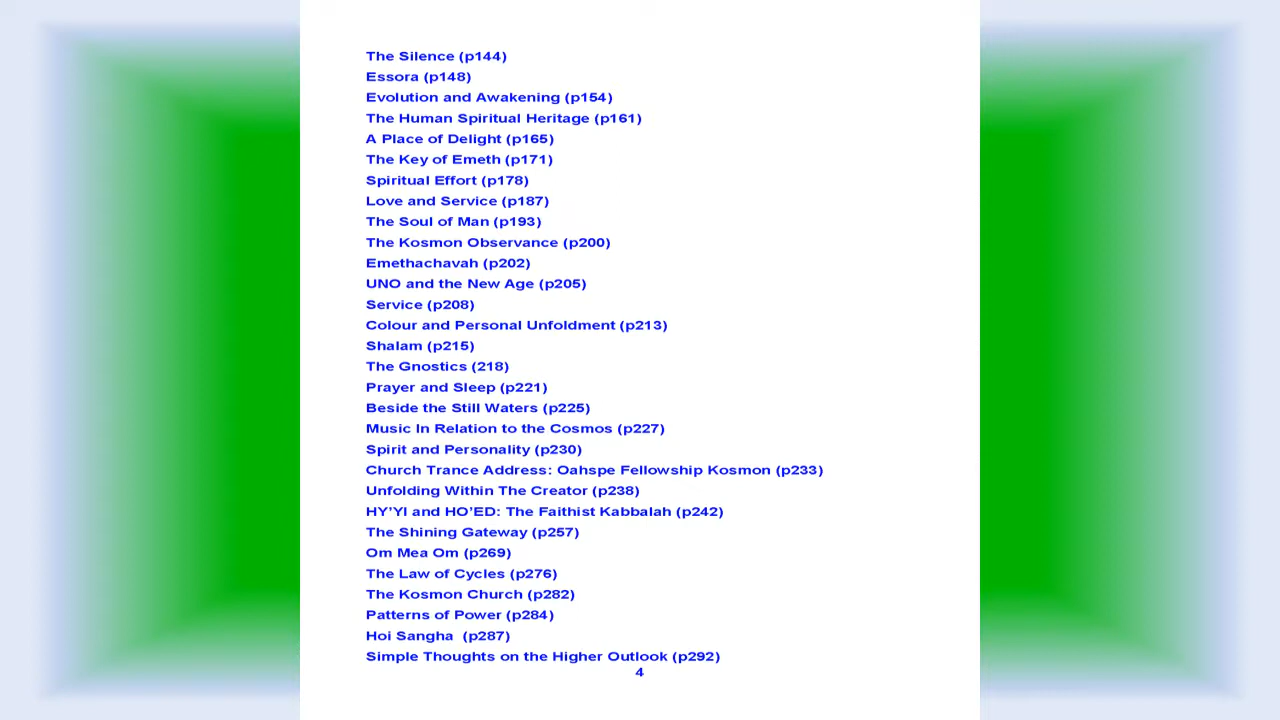 The Silence (p144)
Essora (p148)
Evolution and Awakening (p154)
The Human Spiritual Heritage (p161)
A Place of Delight (p165)
The Key of Emeth (p171)
Spiritual Effort (p178)
Love and Service (p187)
The Soul of Man (p193)
The Kosmon Observance (p200)
Emethachavah (p202)
UNO and the New Age (p205)
Service (p208)
Colour and Personal Unfoldment (p213)
Shalam (p215)
The Gnostics (218)
Prayer and Sleep (p221)
Beside the Still Waters (p225)
Music In Relation to the Cosmos (p227)
Spirit and Personality (p230)
Church Trance Address: Oahspe Fellowship Kosmon (p233)
Unfolding Within The Creator (p238)
HY’YI and HO’ED: The Faithist Kabbalah (p242)
The Shining Gateway (p257)
Om Mea Om (p269)
The Law of Cycles (p276)
The Kosmon Church (p282)
Patterns of Power (p284)
Hoi Sangha  (p287)
Simple Thoughts on the Higher Outlook (p292)
4